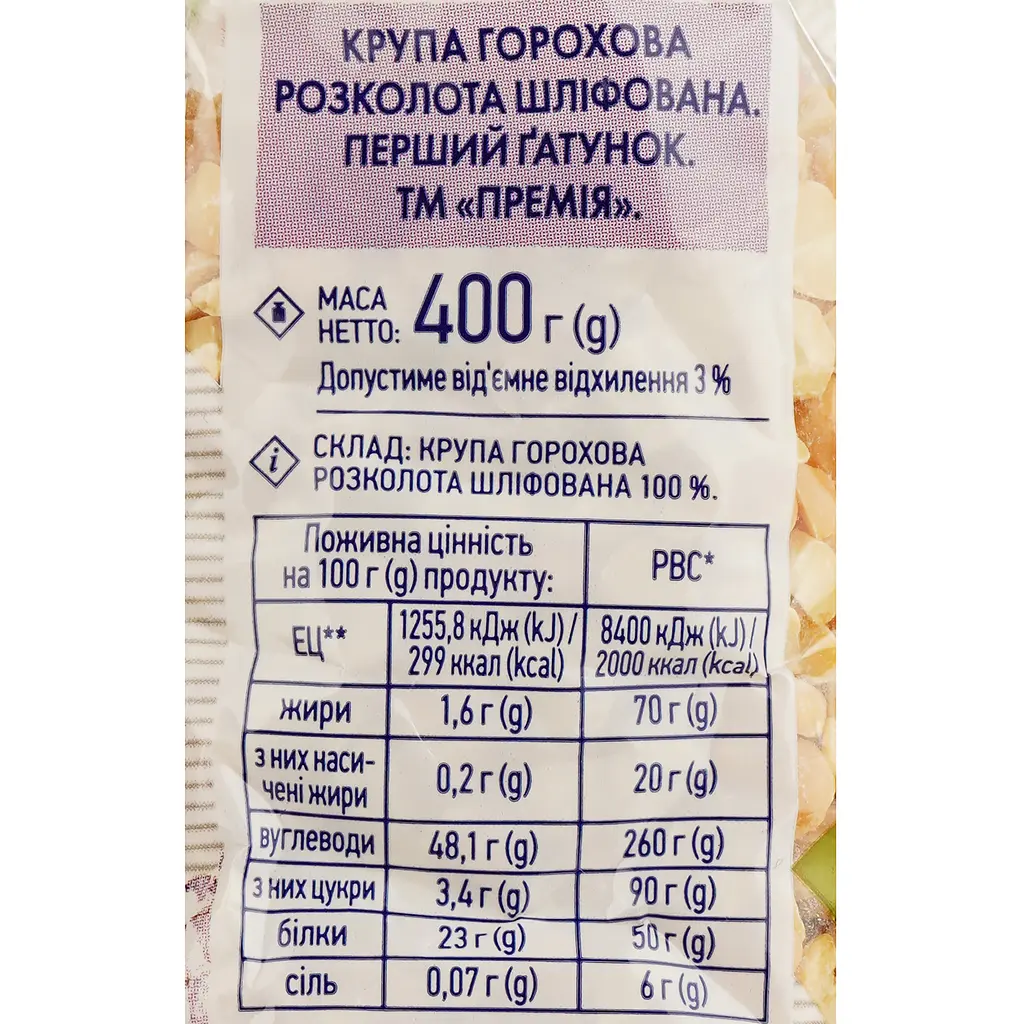 КРУПА ГОРОХОВА
РОЗКОЛОТА ШЛІФОВАНА.
ПЕРШИЙ ҐАТУНОК.
ТМ «ПРЕМІЯ».
МАСА
НЕТТО: 400 г (g)
Допустиме від'ємне відхилення 3 %
СКЛАД: КРУПА ГОРОХОВА
РОЗКОЛОТА ШЛІФОВАНА 100 %.
Поживна цінність
на 100 г (g) продукту:
РВС*
ЕЦ**
1255,8 кДж (kJ) /
299 ккал (kcal)
8400 кДж (kJ) /
2000 ккал (kcal)
жири 1,6 г (g) 70 г (g)
з них наси-
чені жири 0,2 г (g) 20 г (g)
вуглеводи 48,1 г (g) 260 г (g)
з них цукри 3,4 г (g) 90 г (g)
білки 23 г (g) 50 г (g)
сіль 0,07 г (g) 6 г (g)